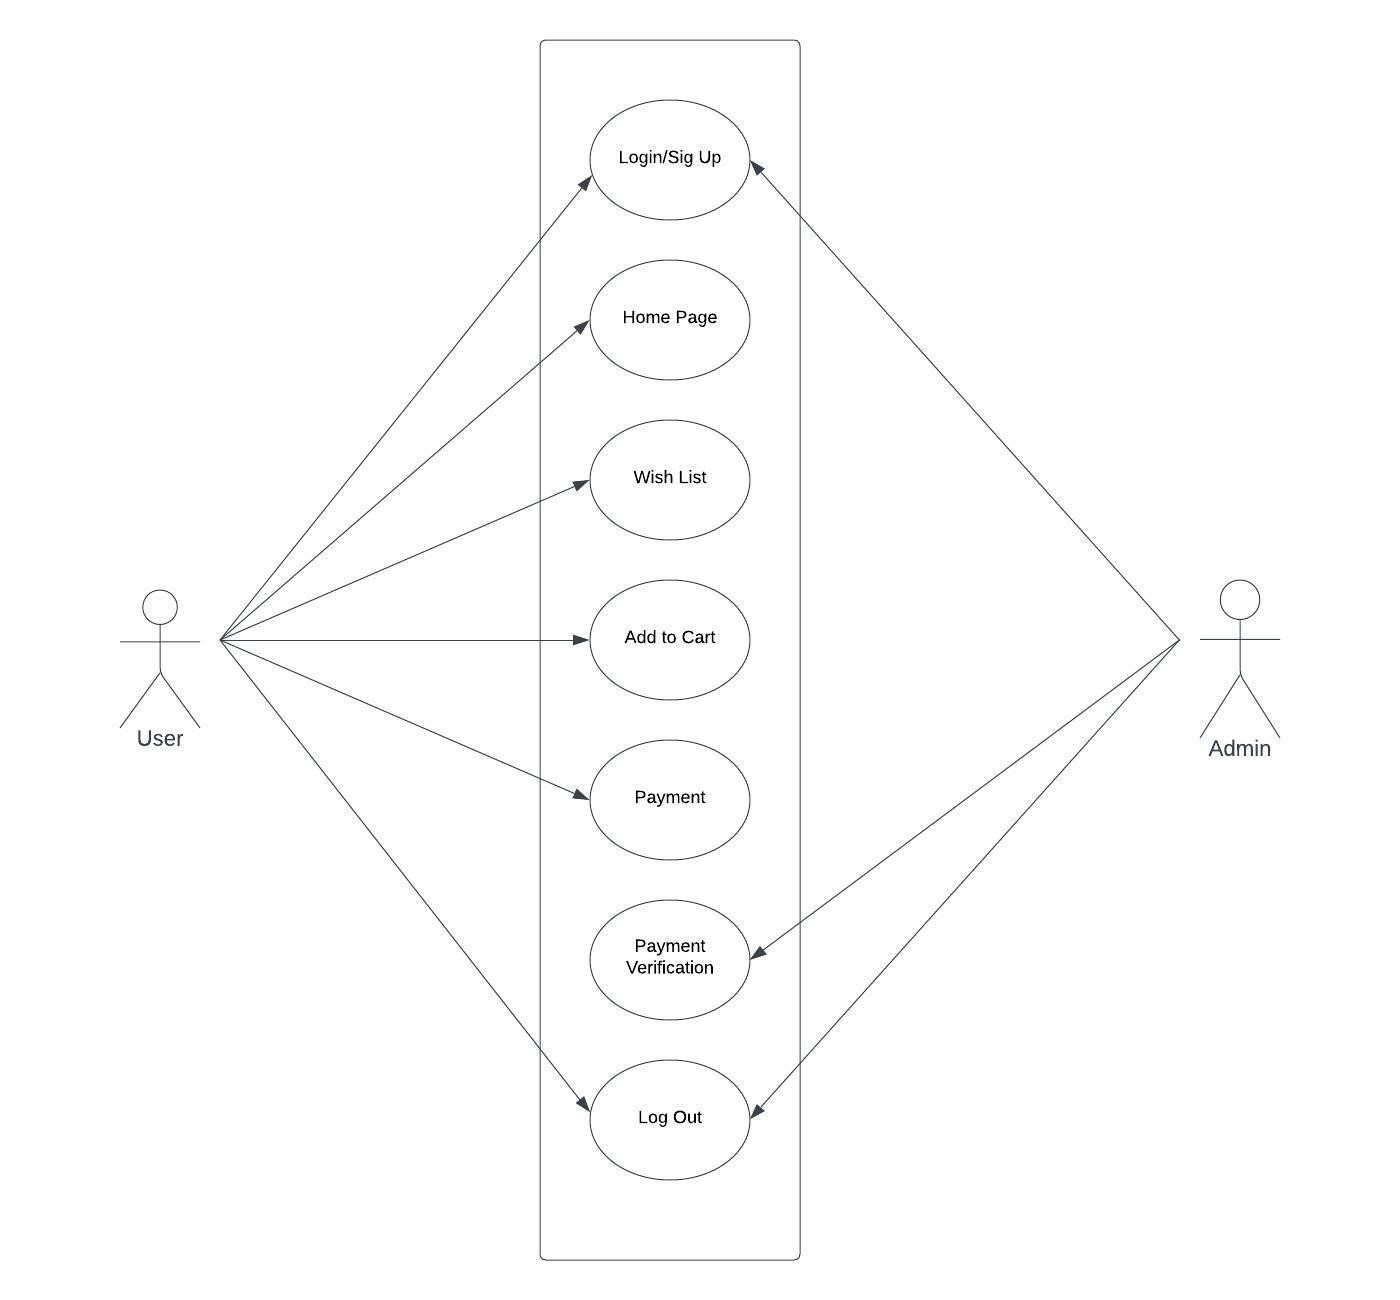 Login/Sig Up
Home Page
Wish List
Add to Cart
User
Admin
Payment
Payment
Verification
Log Out